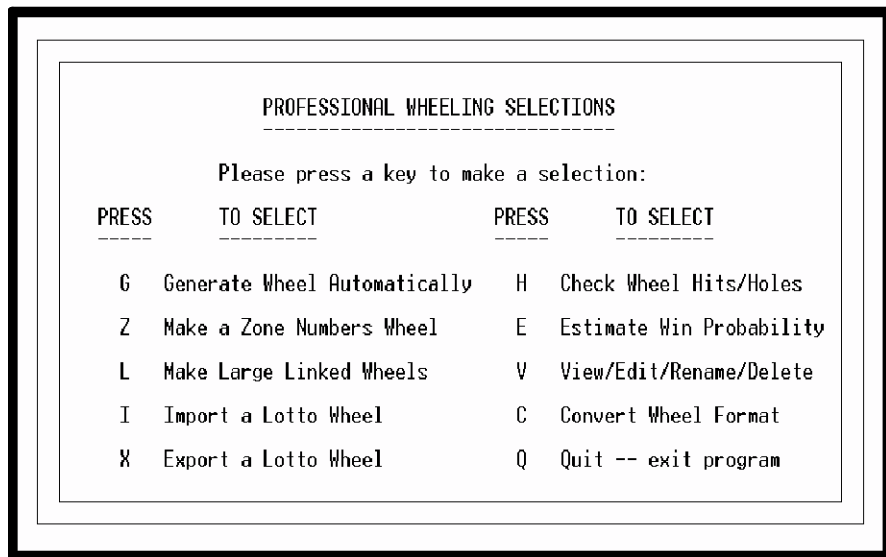 PROFESSIONAL WHEELING SELECTIONS
--------------------------------
Please press a key to make a selection:
PRESS TO SELECT PRESS TO SELECT
----- --------- ----- ---------
G Generate Wheel Automatically H Check Wheel Hits/Holes
Z Make a Zone Numbers Wheel E Estimate Win Probability
L Make Large Linked Wheels V View/Edit/Rename/Delete
I Import a Lotto Wheel C Convert Wheel Format
X Export a Lotto Wheel Q Quit -- exit program